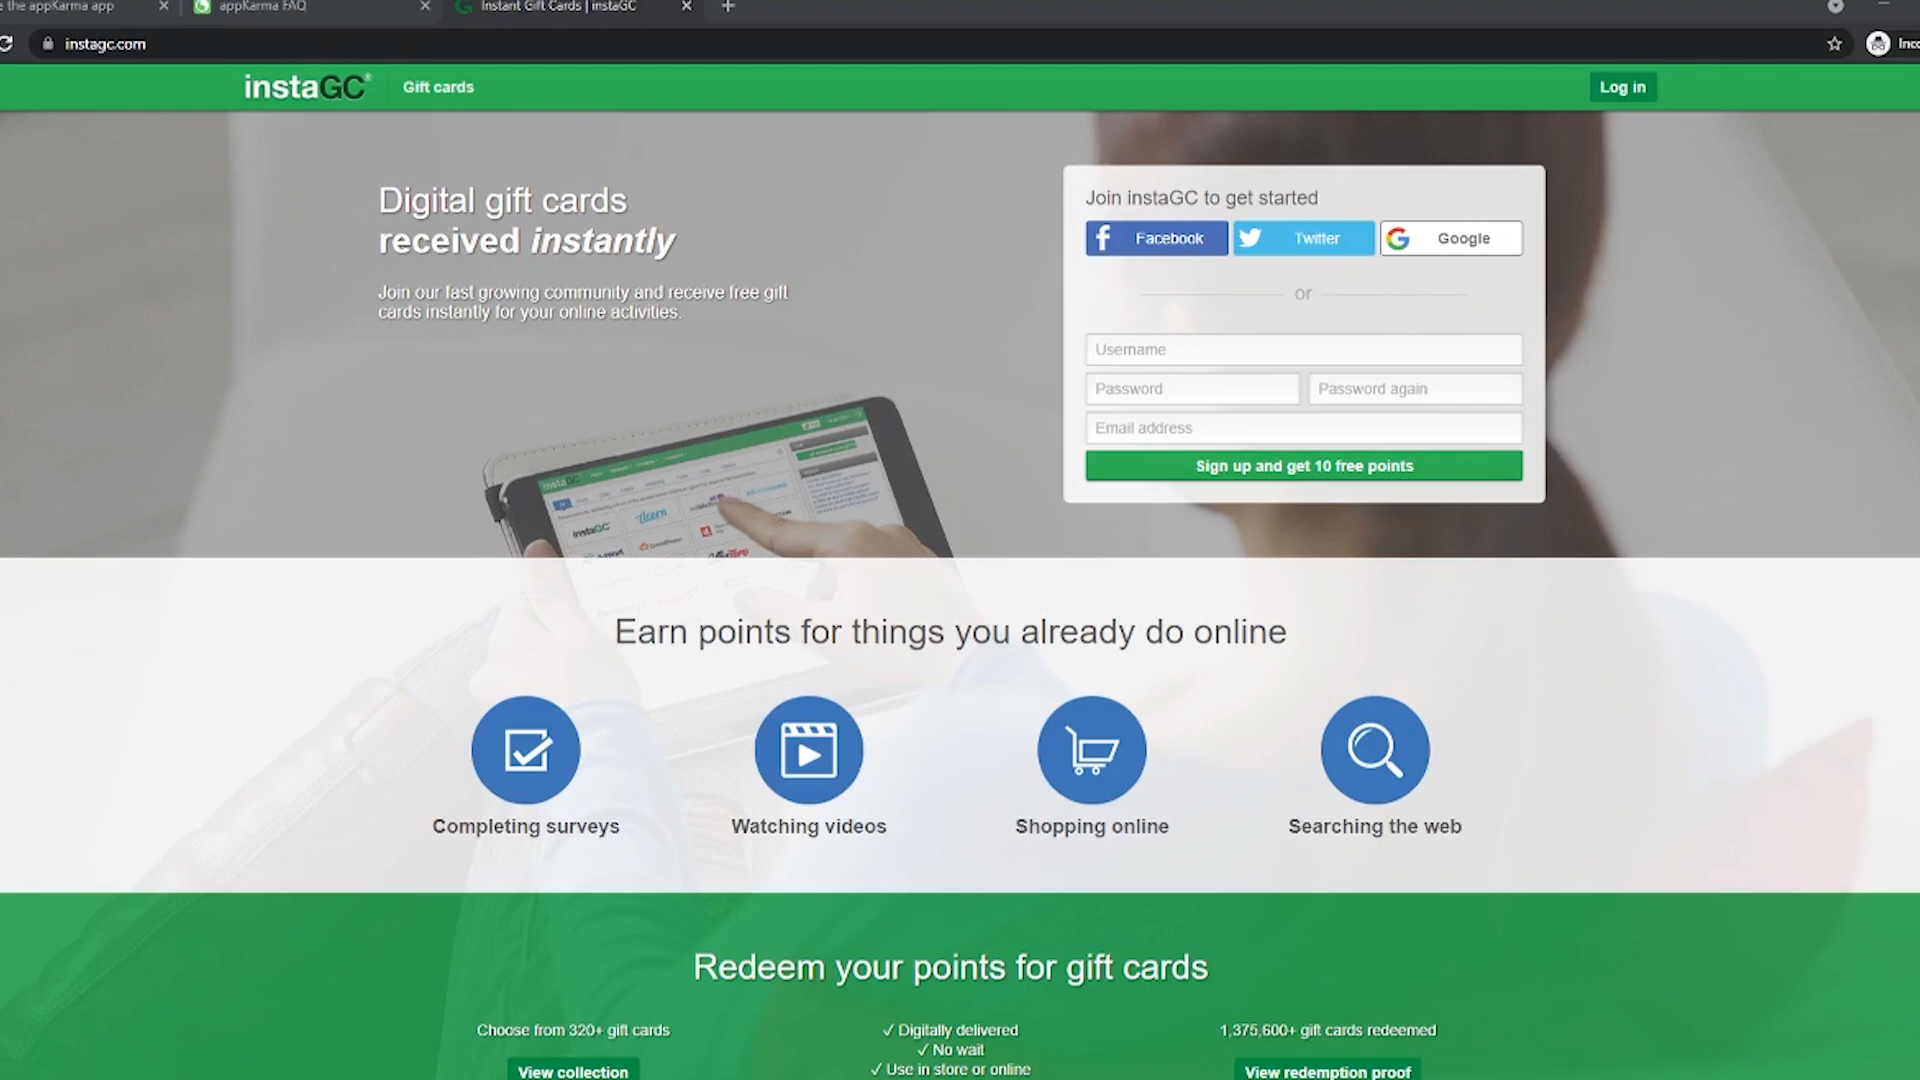 e the appKarma app
appKarma FAQ
Instant Gift Cards | instaGC
instagc.com
Inco
instaGC®
Gift cards
Log in
Digital gift cards
received instantly
Join our fast growing community and receive free gift
cards instantly for your online activities.
Join instaGC to get started
Facebook
Twitter
Google
or
Username
Password
Password again
Email address
Sign up and get 10 free points
instaGC
Acorn
Earn points for things you already do online
Completing surveys
Watching videos
Shopping online
Searching the web
Redeem your points for gift cards
Choose from 320+ gift cards
✓ Digitally delivered
1,375,600+ gift cards redeemed
✓ No wait
✓ Use in store or online
View collection
View redemption proof